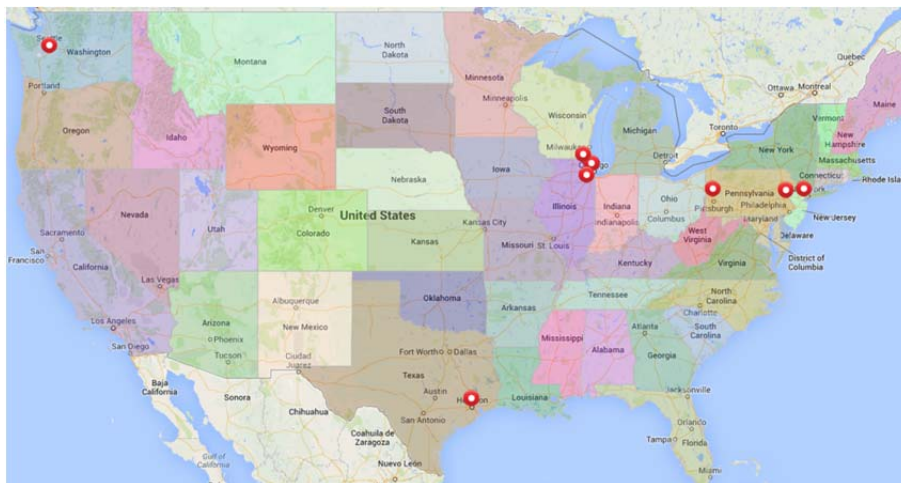 Seattle
Washington
Portland
Oregon
Idaho
Montana
North
Dakota
South
Dakota
Minnesota
Minneapolis
Wisconsin
Milwaukee
Michigan
Detroit
Toronto
Ottawa
Montreal
Quebec
Maine
Vermont
New
Hampshire
Massachusetts
New York
Connecticut
Rhode Isla
Wyoming
Nebraska
Iowa
Illinois
Indiana
Indianapolis
Ohio
Columbus
Pennsylvania
Pittsburgh
Philadelphia
Maryland
New Jersey
Delaware
District of
Columbia
West
Virginia
Virginia
Nevada
Utah
Denver
Colorado
United States
Kansas
Kansas City
Missouri
St. Louis
Kentucky
Sacramento
San
Francisco
California
Las Vegas
Los Angeles
San Diego
Arizona
Phoenix
Tucson
Albuquerque
New Mexico
Ciudad
Juarez
Oklahoma
Arkansas
Tennessee
North
Carolina
Charlotte
South
Carolina
Atlanta
Georgia
Alabama
Mississippi
Louisiana
Fort Worth
Dallas
Texas
Austin
Houston
San Antonio
Jacksonville
Orlando
Tampa
Florida
Miami
Baja
California
Sonora
Chihuahua
Coahuila de
Zaragoza
Nuevo León
Gulf of
California